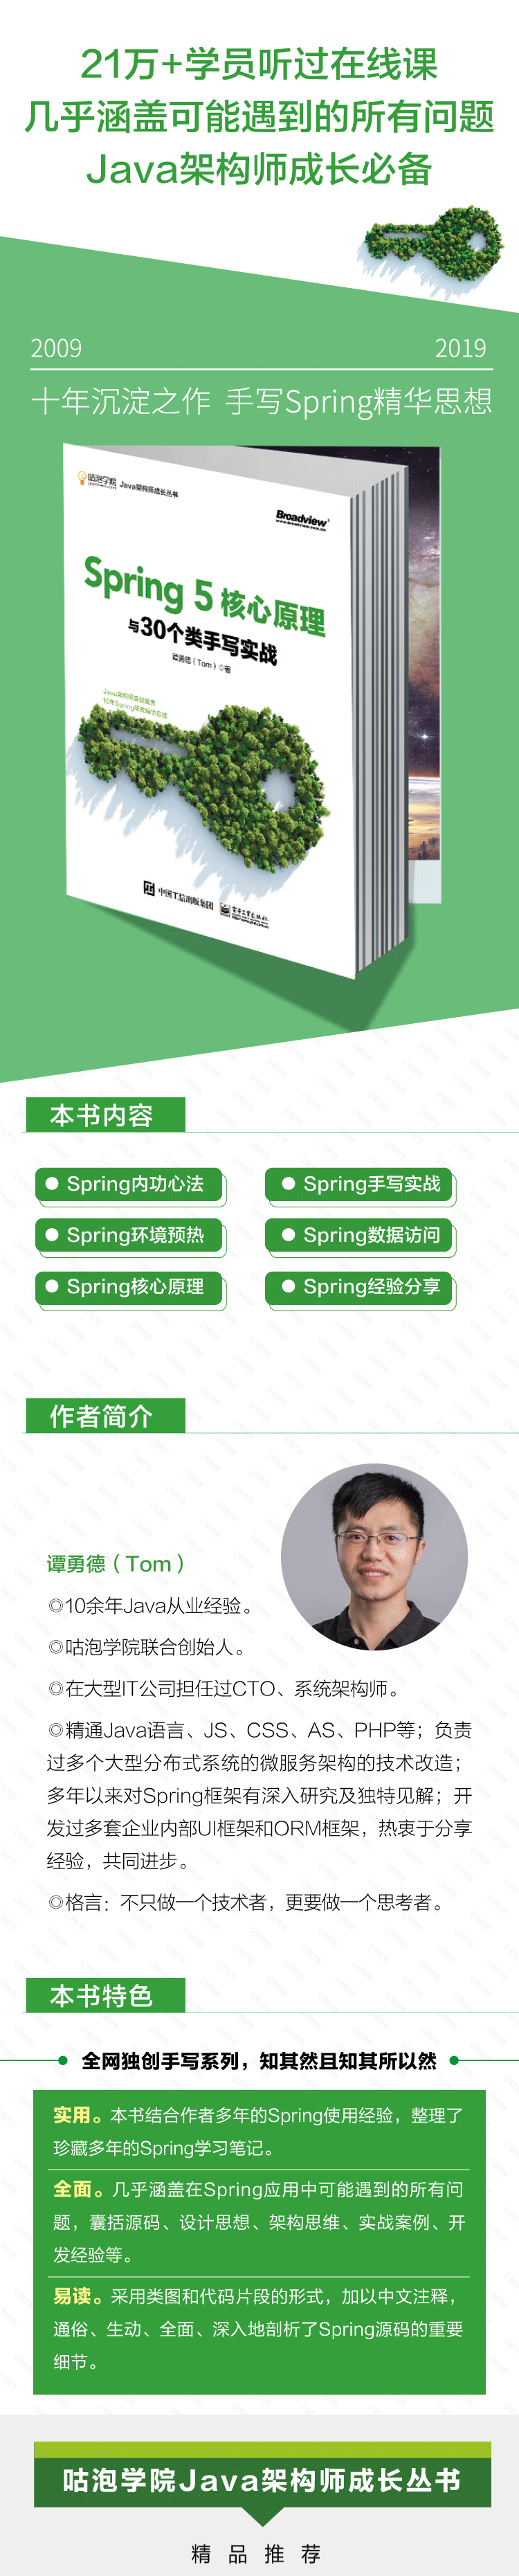 21万+学员听过在线课
几乎涵盖可能遇到的所有问题
Java架构师成长必备
2009 2019
十年沉淀之作 手写Spring精华思想
咕泡学院 Java架构师成长丛书
Broadview®
www.broadview.com.cn
Spring 5 核心原理
与30个类手写实战
谭勇德（Tom）◎著
Java架构师实战宝典
10年Spring研究精华总结
中国工信出版集团 电子工业出版社
本书内容
Spring内功心法 Spring手写实战
Spring环境预热 Spring数据访问
Spring核心原理 Spring经验分享
作者简介
谭勇德（Tom）
◎10余年Java从业经验。
◎咕泡学院联合创始人。
◎在大型IT公司担任过CTO、系统架构师。
◎精通Java语言、JS、CSS、AS、PHP等；负责
过多个大型分布式系统的微服务架构的技术改造；
多年以来对Spring框架有深入研究及独特见解；开
发过多套企业内部UI框架和ORM框架，热衷于分享
经验，共同进步。
◎格言：不只做一个技术者，更要做一个思考者。
本书特色
全网独创手写系列，知其然且知其所以然
实用。本书结合作者多年的Spring使用经验，整理了
珍藏多年的Spring学习笔记。
全面。几乎涵盖在Spring应用中可能遇到的所有问
题，囊括源码、设计思想、架构思维、实战案例、开
发经验等。
易读。采用类图和代码片段的形式，加以中文注释，
通俗、生动、全面、深入地剖析了Spring源码的重要
细节。
咕泡学院Java架构师成长丛书
精品推荐